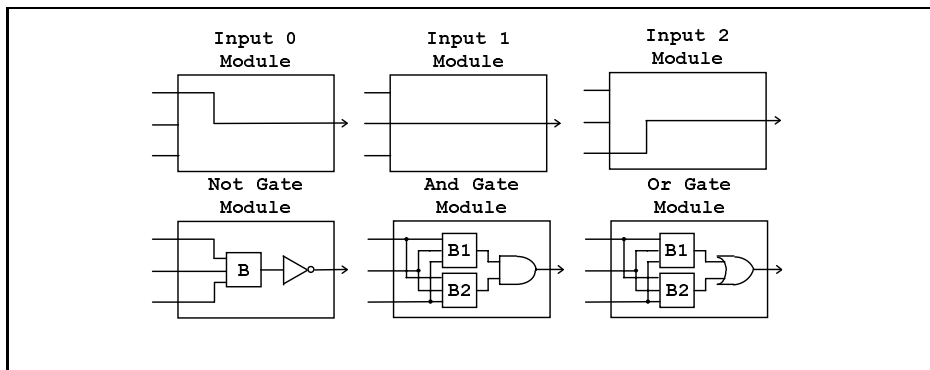 Input 0
Module
Input 1
Module
Input 2
Module
Not Gate
Module
And Gate
Module
Or Gate
Module
B
B1
B2
B1
B2